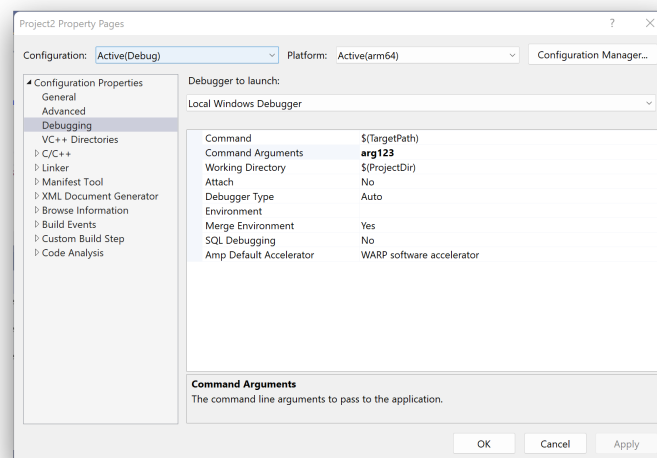 Project2 Property Pages
? ×
Configuration: Active(Debug) Platform: Active(arm64) Configuration Manager...
Configuration Properties
General
Advanced
Debugging
VC++ Directories
C/C++
Linker
Manifest Tool
XML Document Generator
Browse Information
Build Events
Custom Build Step
Code Analysis
Debugger to launch:
Local Windows Debugger
Command $(TargetPath)
Command Arguments arg123
Working Directory $(ProjectDir)
Attach No
Debugger Type Auto
Environment
Merge Environment Yes
SQL Debugging No
Amp Default Accelerator WARP software accelerator
Command Arguments
The command line arguments to pass to the application.
OK Cancel Apply